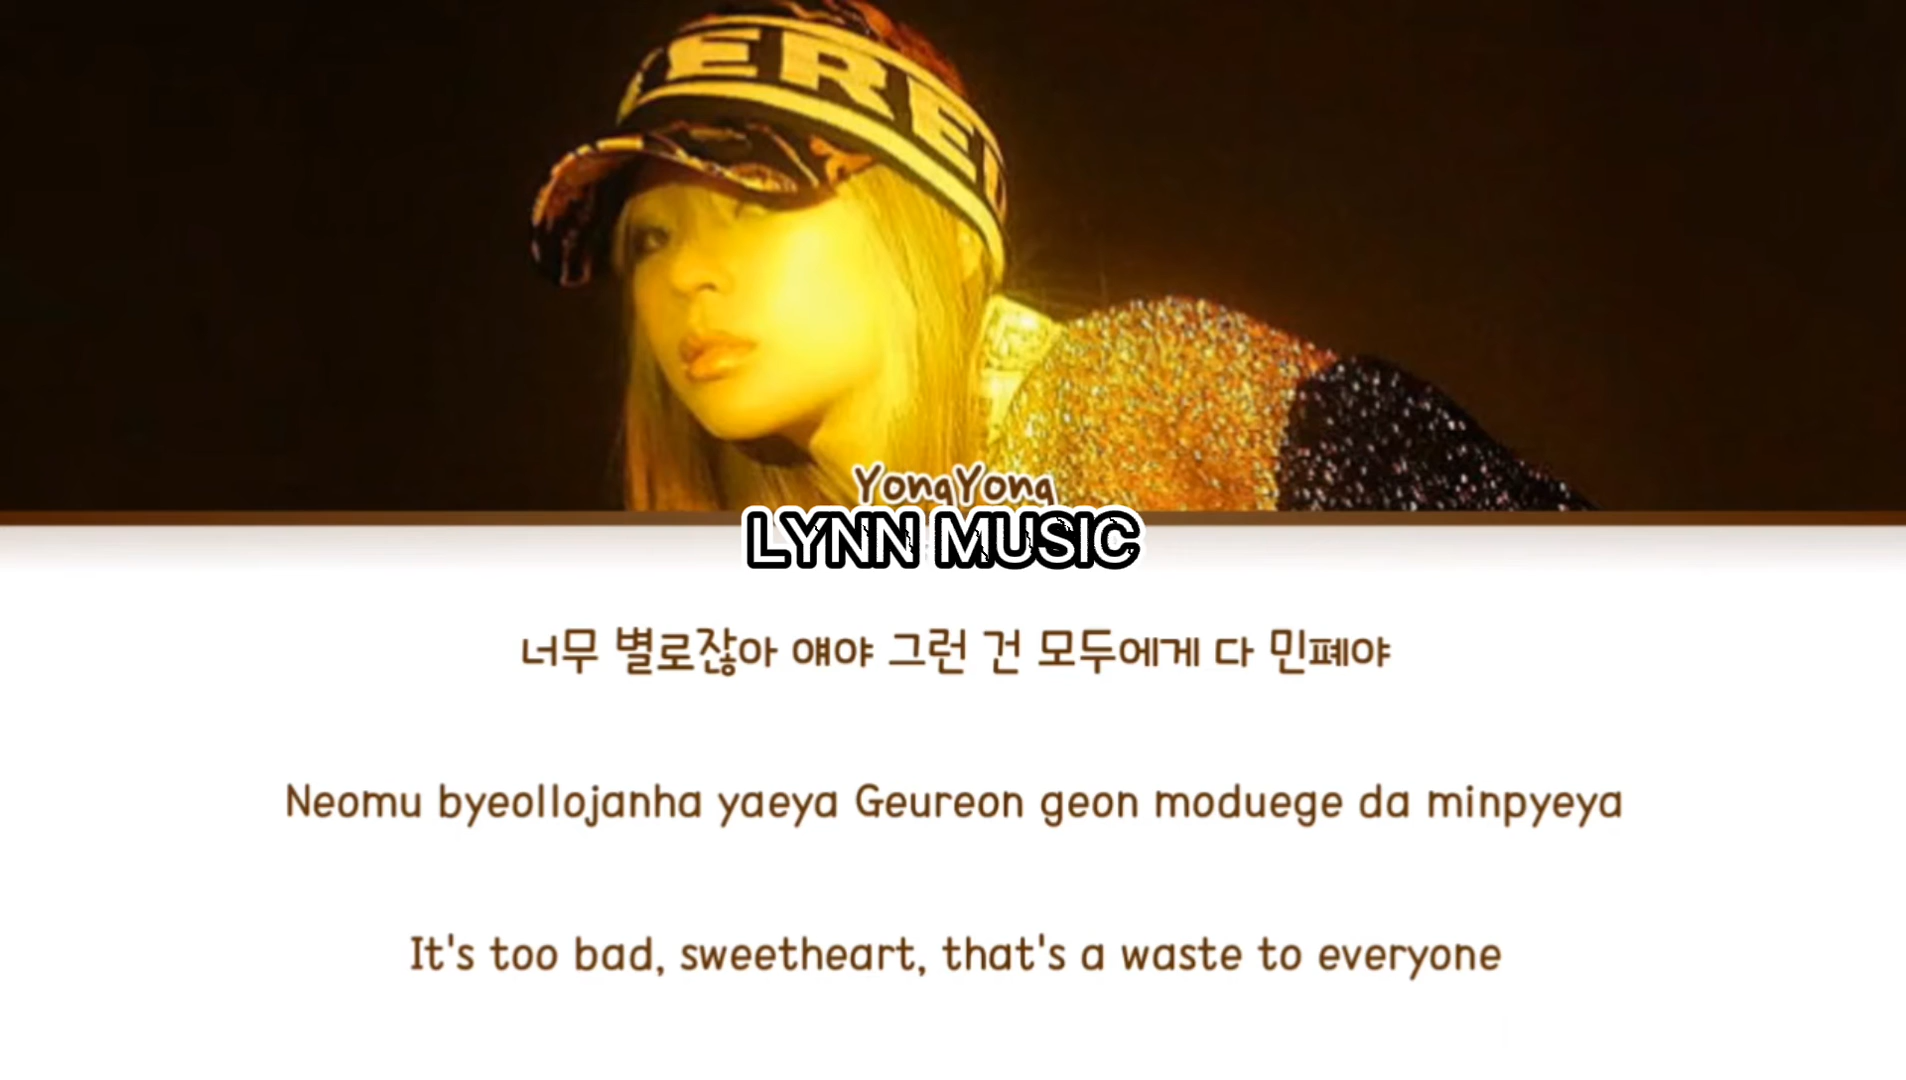 ERE
YongYong
LYNN MUSIC
너무 별로잖아 얘야 그런 건 모두에게 다 민폐야
Neomu byeollojanha yaeya Geureon geon moduege da minpyeya
It's too bad, sweetheart, that's a waste to everyone